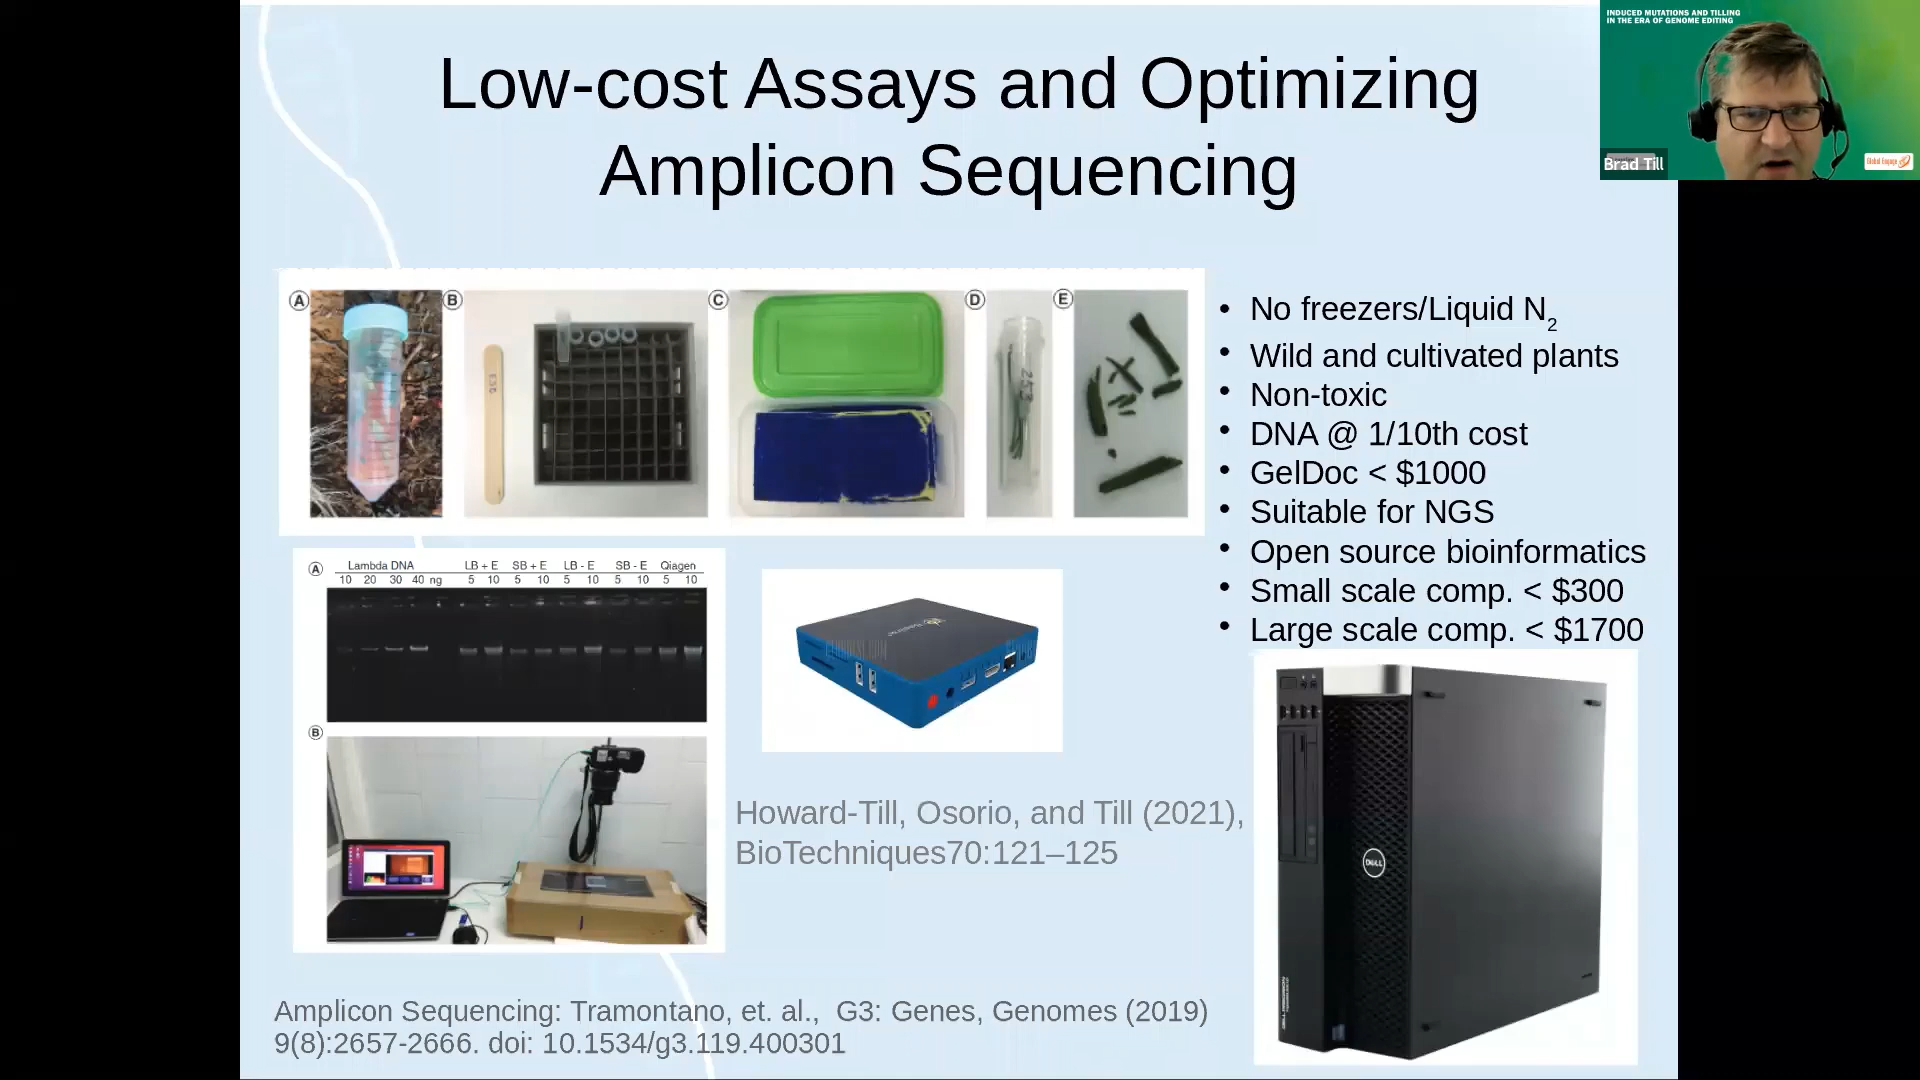 INDUCED MUTATIONS AND TILLING
IN THE ERA OF GENOME EDITING
Brad Till
Global Engage
Low-cost Assays and Optimizing
Amplicon Sequencing
A B C D E
253
• No freezers/Liquid N2
• Wild and cultivated plants
• Non-toxic
• DNA @ 1/10th cost
• GelDoc < $1000
• Suitable for NGS
• Open source bioinformatics
• Small scale comp. < $300
• Large scale comp. < $1700
A Lambda DNA LB + E SB + E LB - E SB - E Qiagen
10 20 30 40 ng 5 10 5 10 5 10 5 10 5 10
B
DELL
Howard-Till, Osorio, and Till (2021),
BioTechniques70:121–125
Amplicon Sequencing: Tramontano, et. al., G3: Genes, Genomes (2019)
9(8):2657-2666. doi: 10.1534/g3.119.400301